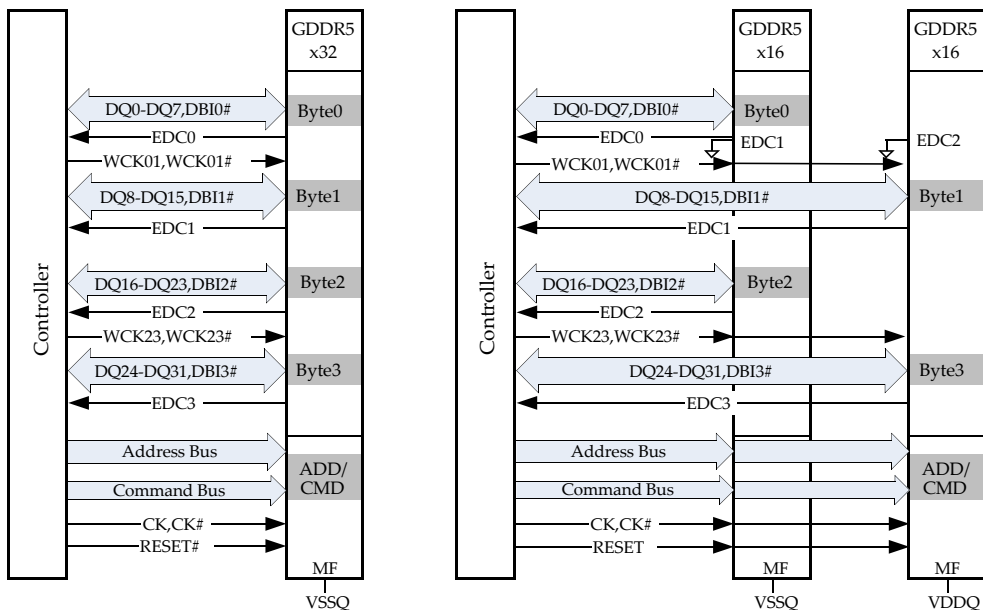 GDDR5
x32
DQ0-DQ7,DBI0#
Byte0
EDC0
WCK01,WCK01#
DQ8-DQ15,DBI1#
Byte1
EDC1
Controller
DQ16-DQ23,DBI2#
Byte2
EDC2
WCK23,WCK23#
DQ24-DQ31,DBI3#
Byte3
EDC3
Address Bus
ADD/
CMD
Command Bus
CK,CK#
RESET#
MF
VSSQ
GDDR5
x16
GDDR5
x16
DQ0-DQ7,DBI0#
Byte0
EDC0
EDC1
EDC2
WCK01,WCK01#
DQ8-DQ15,DBI1#
Byte1
EDC1
Controller
DQ16-DQ23,DBI2#
Byte2
EDC2
WCK23,WCK23#
DQ24-DQ31,DBI3#
Byte3
EDC3
Address Bus
ADD/
CMD
Command Bus
CK,CK#
RESET
MF
MF
VSSQ
VDDQ